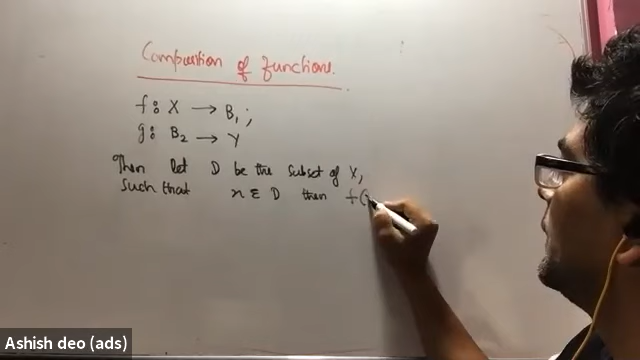 Composition of functions.
f: X → B₁;
g: B₂ → Y
Then let D be the subset of X,
Such that x ∈ D then f(
Ashish deo (ads)